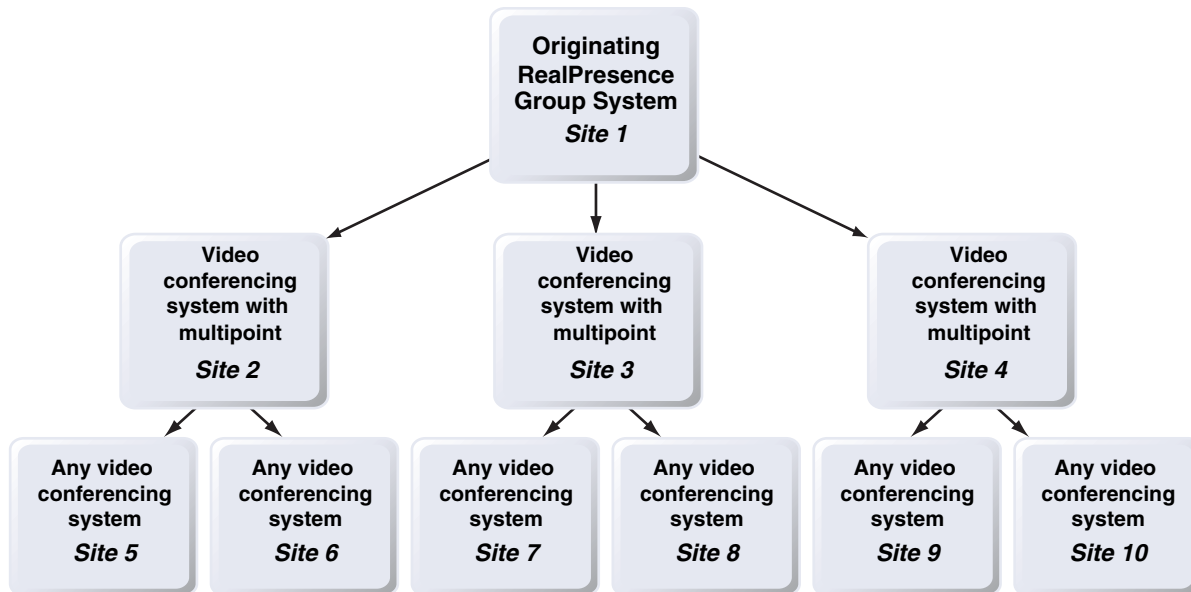 Originating
RealPresence
Group System
Site 1
Video
conferencing
system with
multipoint
Site 2
Video
conferencing
system with
multipoint
Site 3
Video
conferencing
system with
multipoint
Site 4
Any video
conferencing
system
Site 5
Any video
conferencing
system
Site 6
Any video
conferencing
system
Site 7
Any video
conferencing
system
Site 8
Any video
conferencing
system
Site 9
Any video
conferencing
system
Site 10